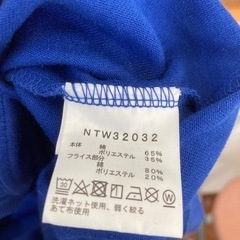 NTW32032
本体 綿 65%
ポリエステル 35%
フライス部分
綿 80%
ポリエステル 20%
洗濯ネット使用、弱く絞る
あて布使用